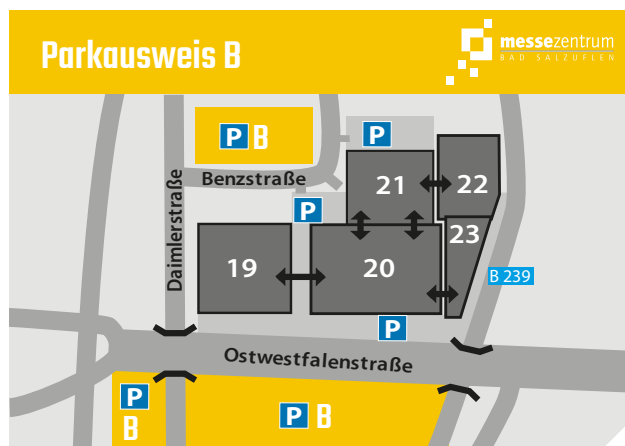 Parkausweis B
messezentrum
BAD SALZUFLEN
P B
P
Benzstraße
21
22
Daimlerstraße
P
23
19
20
B 239
P
Ostwestfalenstraße
P
B
P B